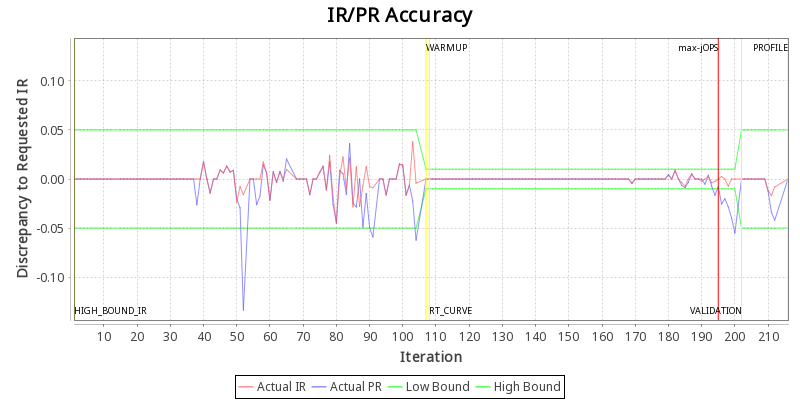 IR/PR Accuracy
WARMUP
max-jOPS
PROFILE
0.10
0.05
0.00
-0.05
-0.10
Discrepancy to Requested IR
HIGH_BOUND_IR
RT_CURVE
VALIDATION
10 20 30 40 50 60 70 80 90 100 110 120 130 140 150 160 170 180 190 200 210
Iteration
Actual IR Actual PR Low Bound High Bound